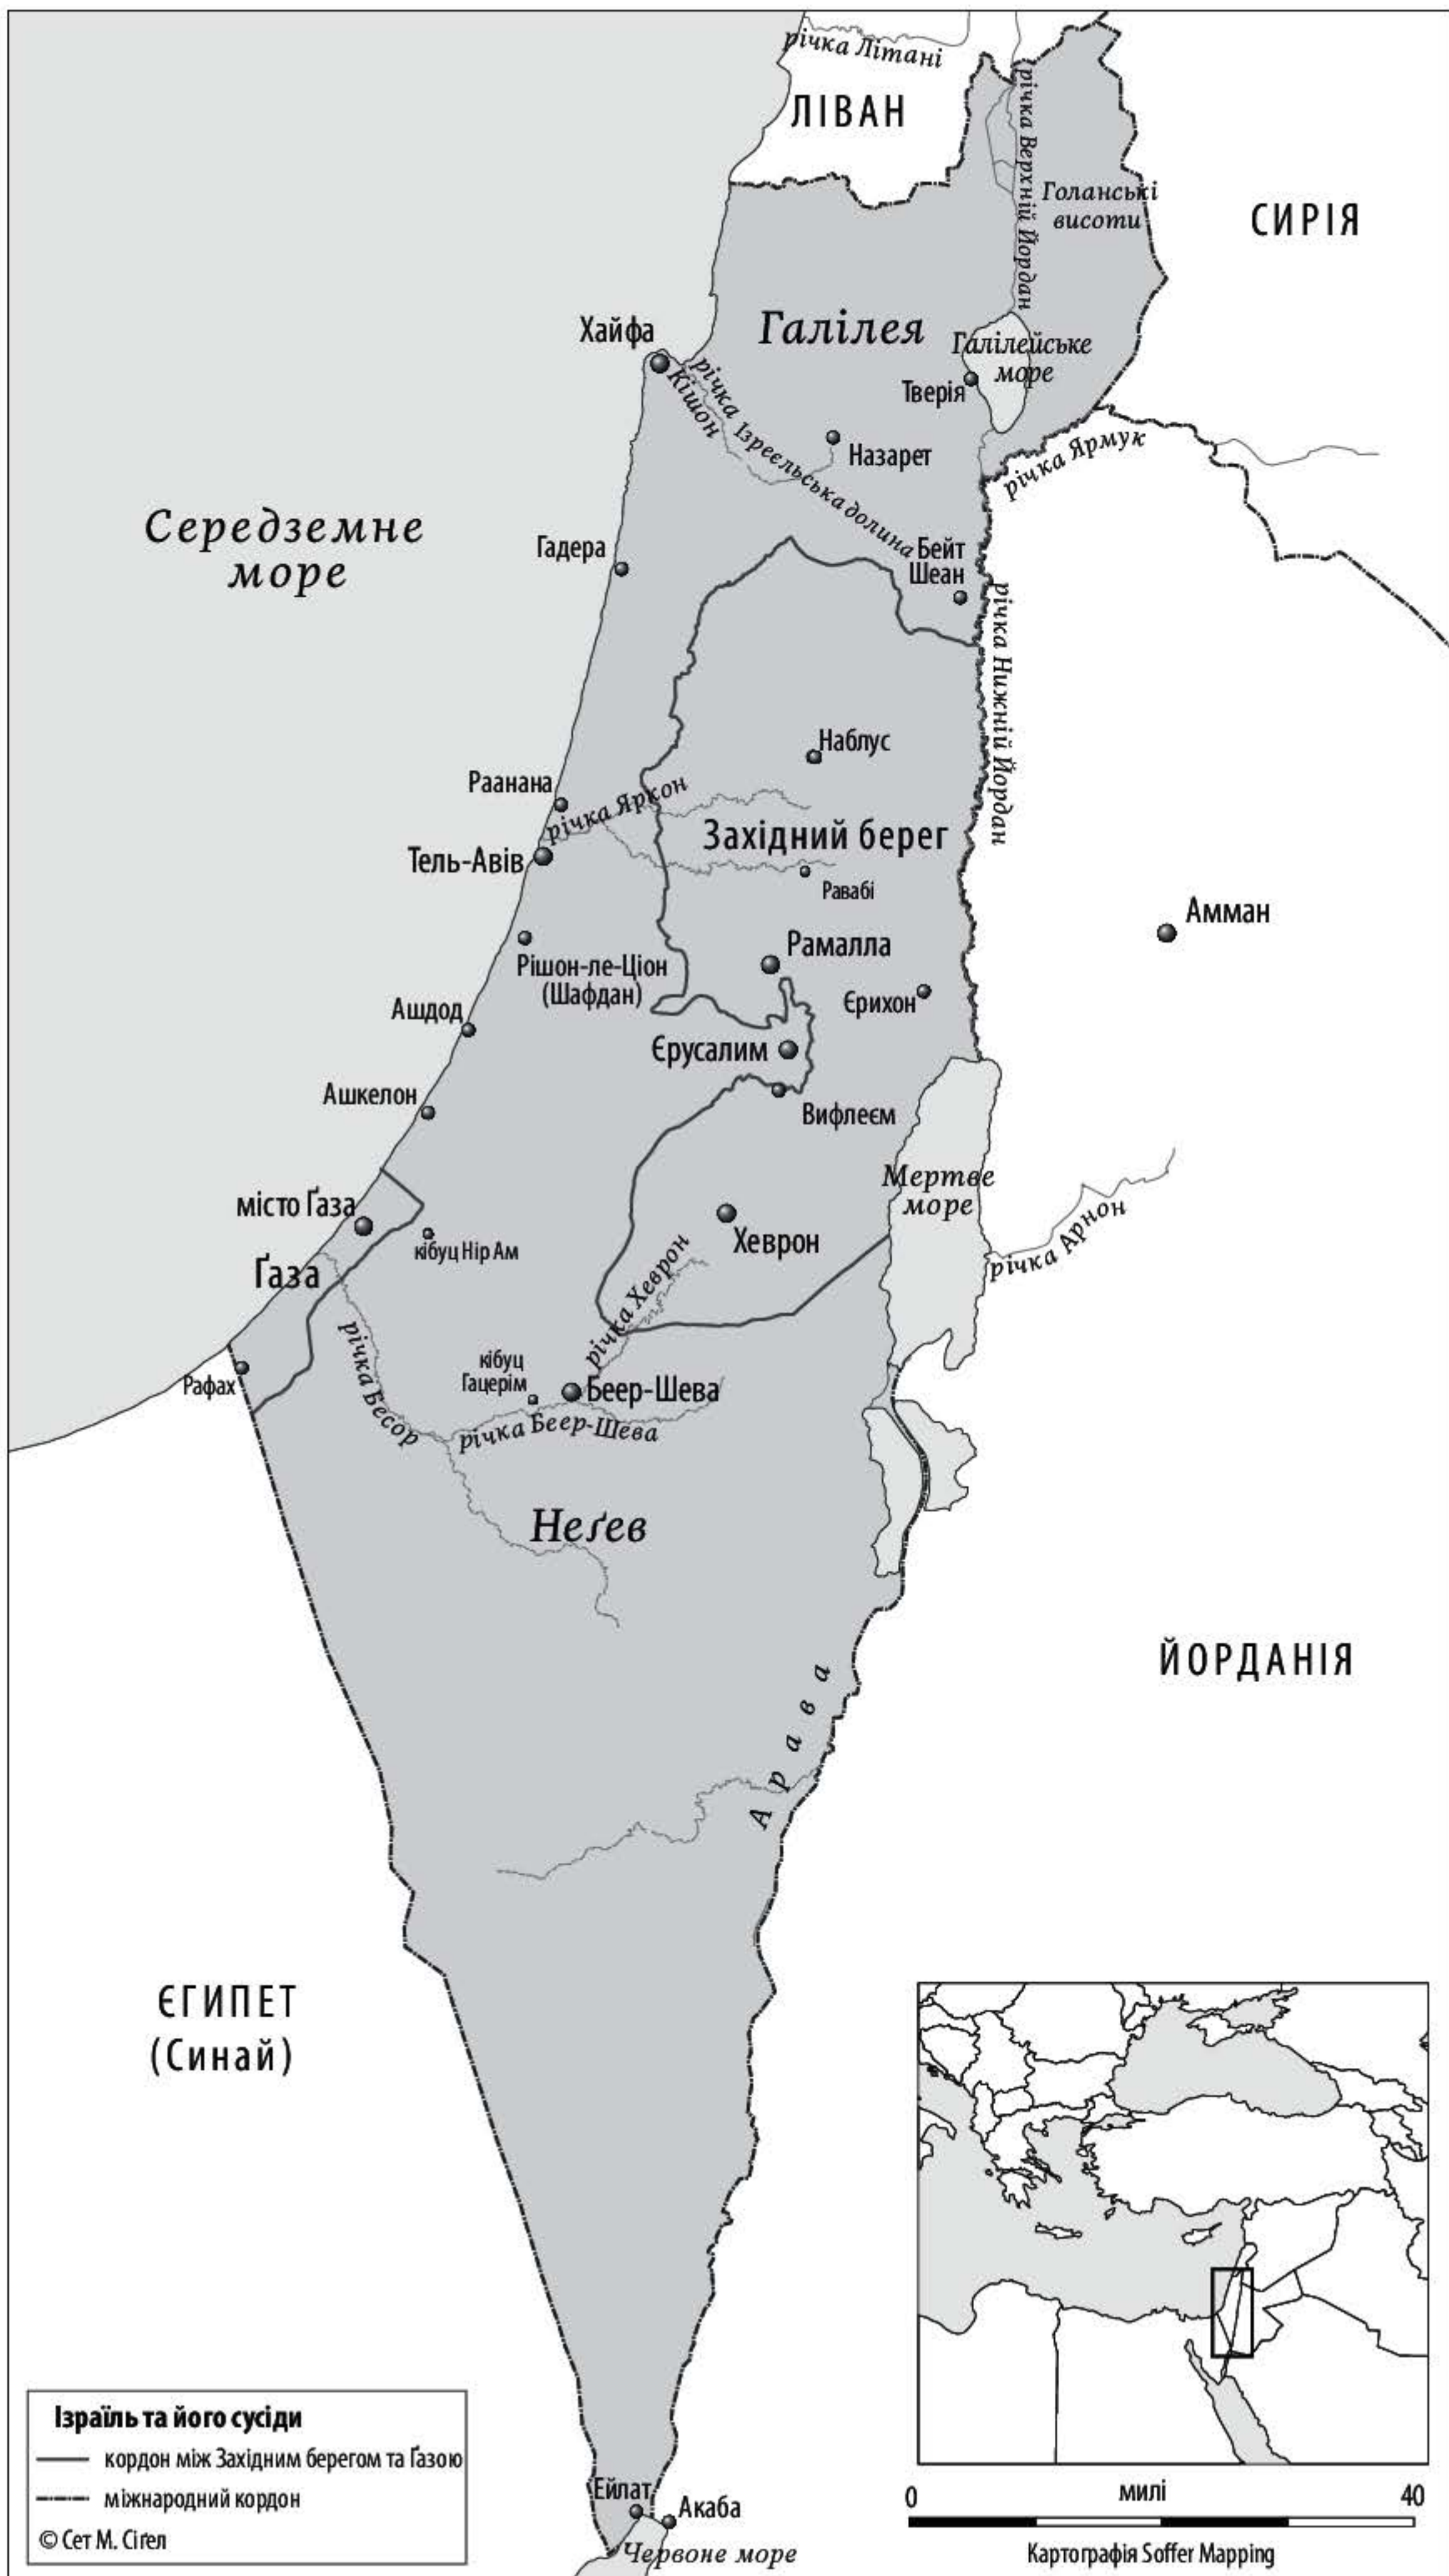 річка Літані
ЛІВАН
річка Верхній Йордан
Голанські
висоти
СИРІЯ
Хайфа
Галілея
Галілейське
море
Тверія
річка
Кішон
Ізреєльська долина
Назарет
річка Ярмук
Середземне
море
Гадера
Бейт
Шеан
річка Нижній Йордан
Наблус
Раанана
річка Яркон
Західний берег
Тель-Авів
Равабі
Амман
Рамалла
Рішон-ле-Ціон
(Шафдан)
Єрихон
Ашдод
Єрусалим
Ашкелон
Вифлеєм
Мертве
море
місто Ґаза
Хеврон
річка Арнон
кібуц Нір Ам
Ґаза
річка Хеврон
річка Бесор
кібуц
Гацерім
Рафах
Беер-Шева
річка Беер-Шева
Неґев
ЙОРДАНІЯ
Арава
ЄГИПЕТ
(Синай)
Ізраїль та його сусіди
кордон між Західним берегом та Ґазою
міжнародний кордон
© Сет М. Сіґел
Ейлат
Акаба
Червоне море
0 милі 40
Картографія Soffer Mapping